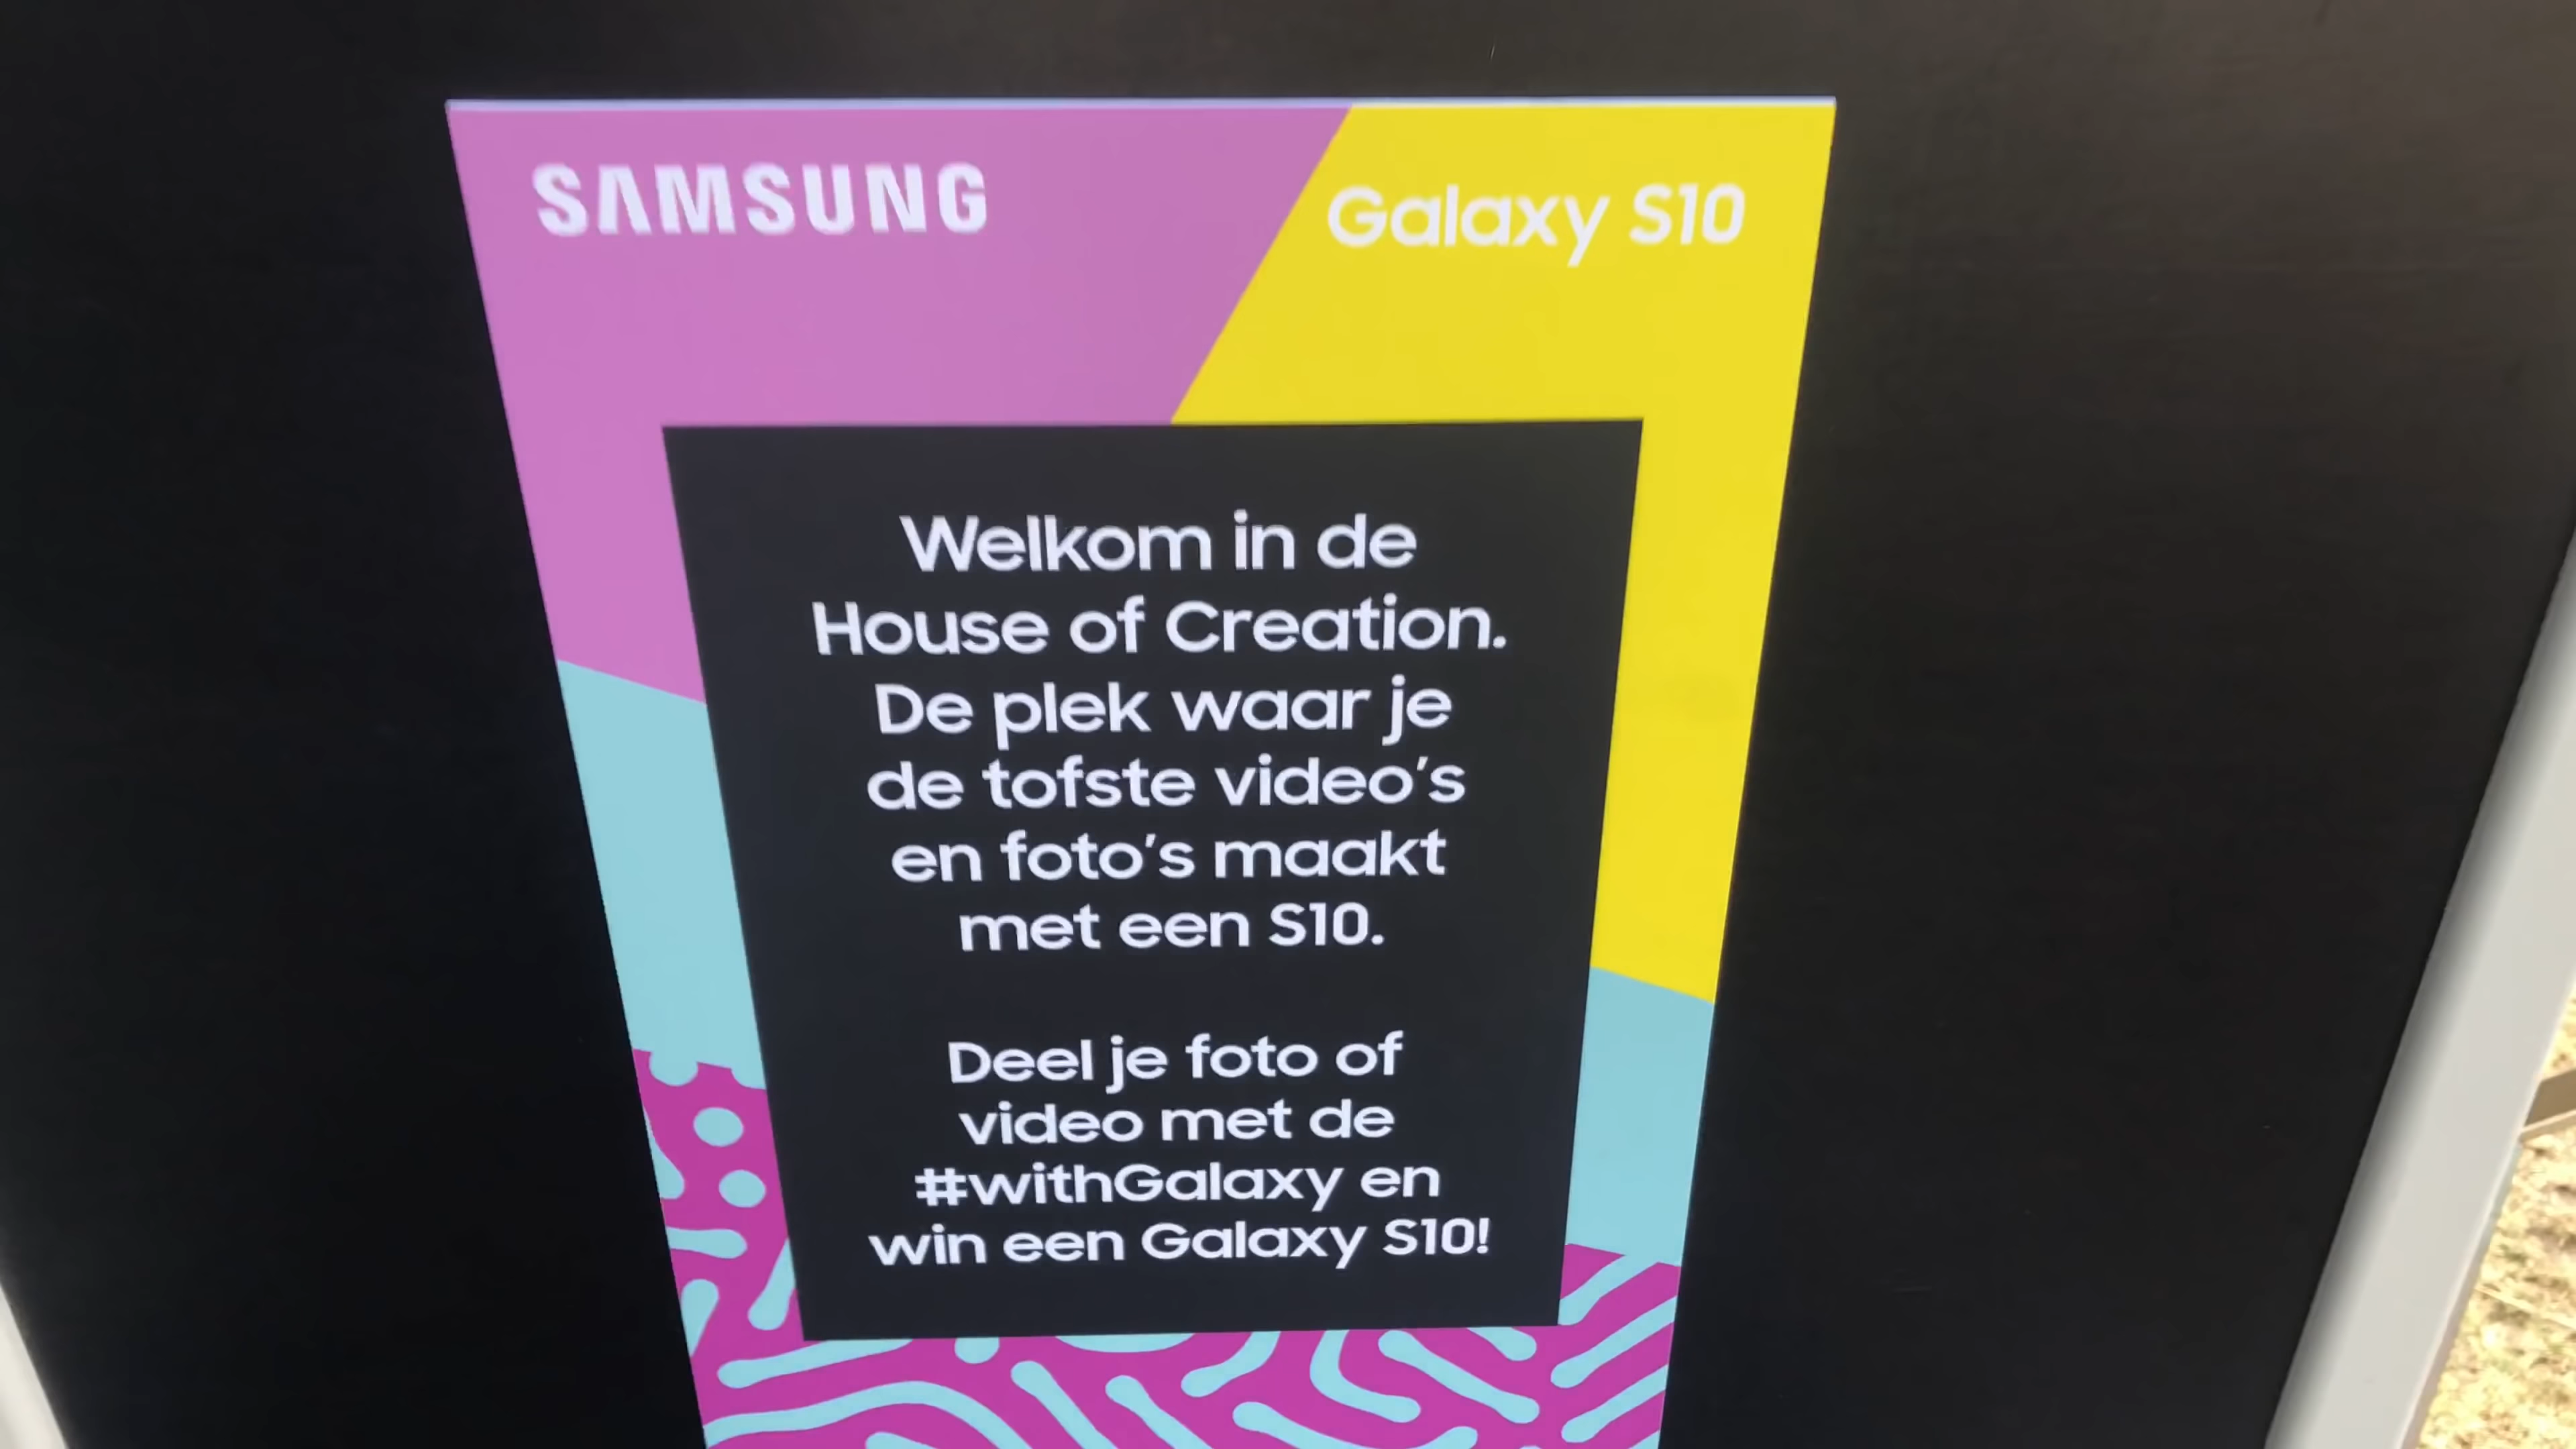 SAMSUNG
Galaxy S10
Welkom in de
House of Creation.
De plek waar je
de tofste video's
en foto's maakt
met een S10.
Deel je foto of
video met de
#withGalaxy en
win een Galaxy S10!